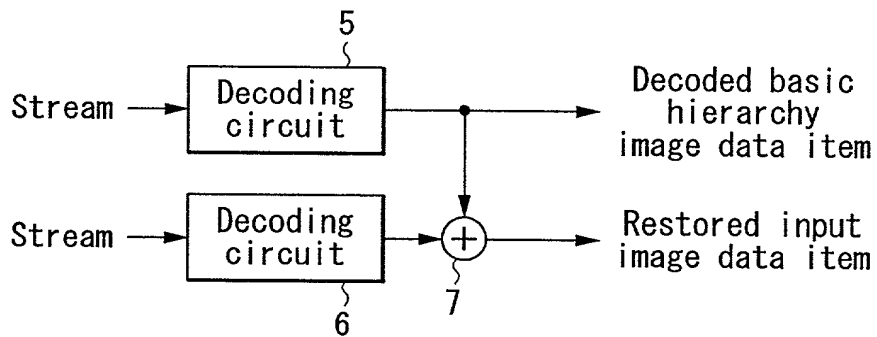 5
Stream
Decoding
circuit
Decoded basic
hierarchy
image data item
Stream
Decoding
circuit
+
Restored input
image data item
6
7